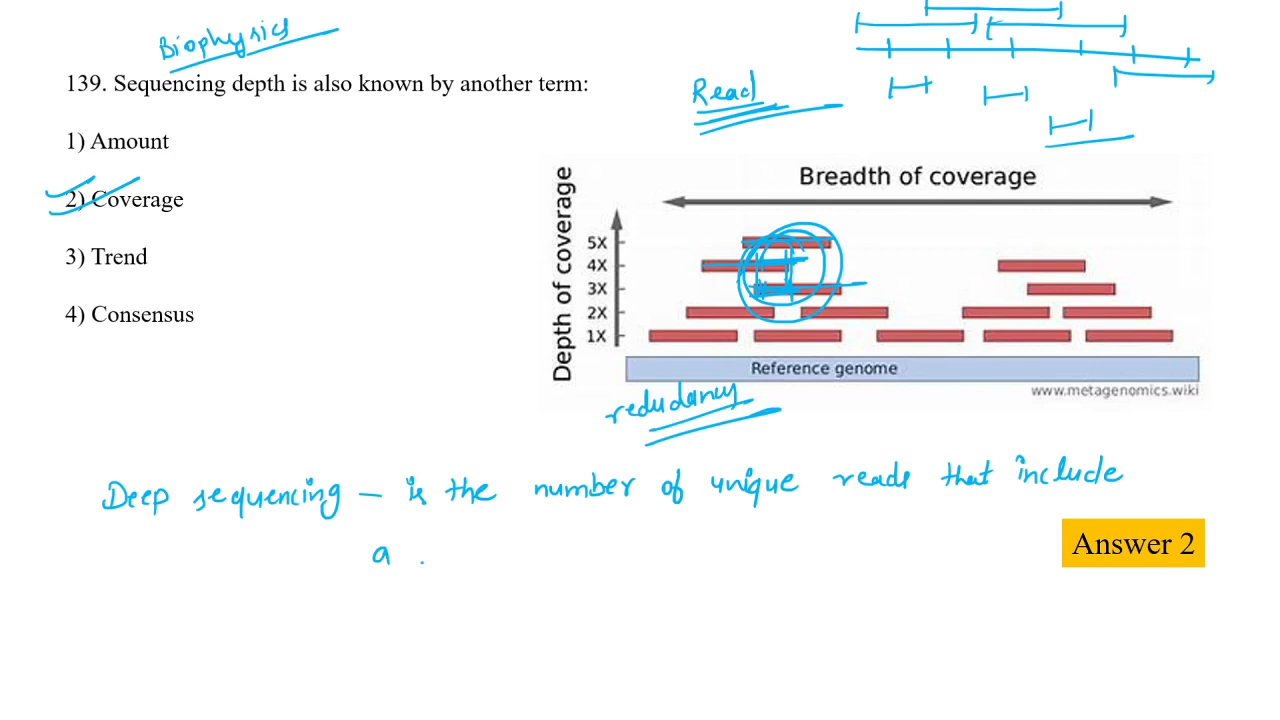 Biophysics
139. Sequencing depth is also known by another term:
Read
1) Amount
2) Coverage
3) Trend
4) Consensus
Breadth of coverage
Depth of coverage
5X
4X
3X
2X
1X
Reference genome
www.metagenomics.wiki
redudancy
Deep sequencing – is the number of unique reads that include
a .
Answer 2